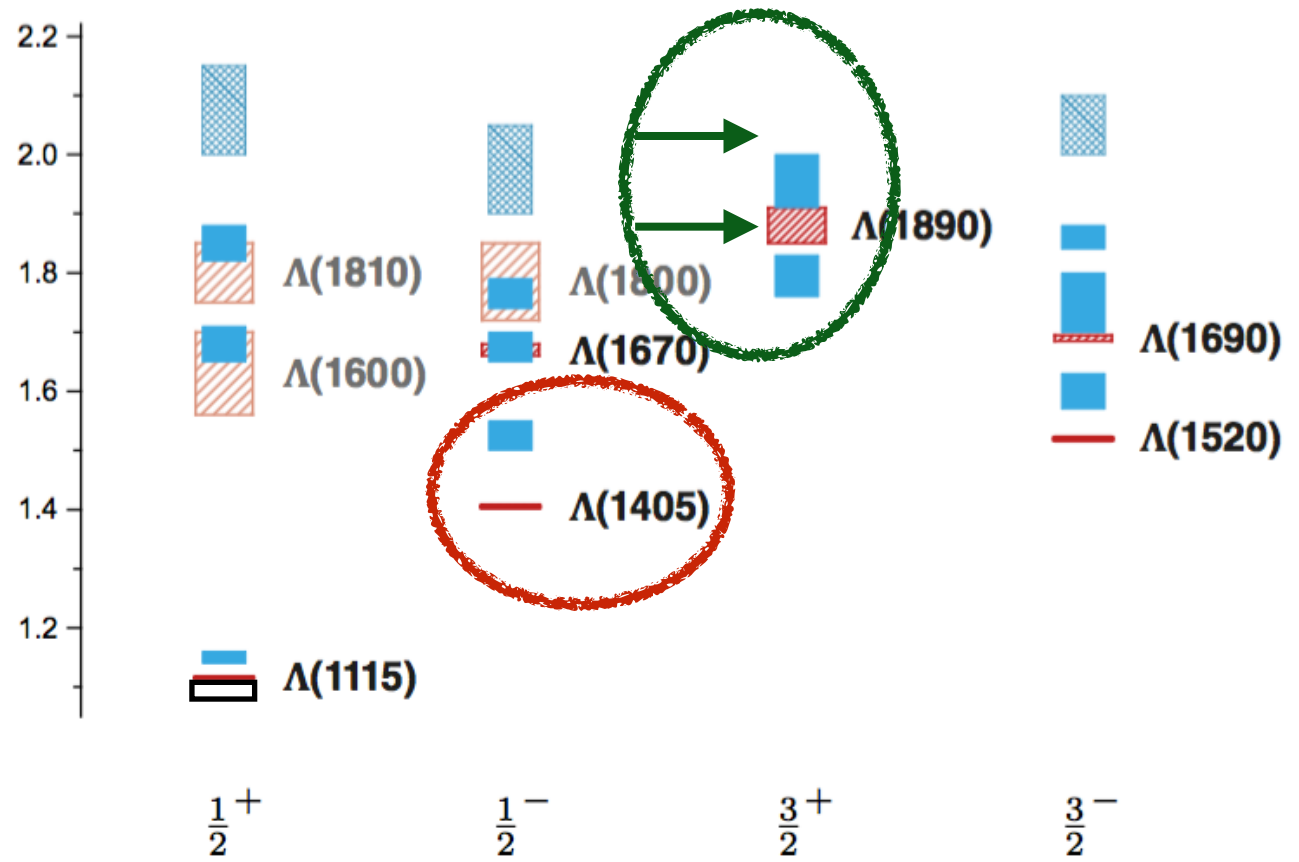 2.2
2.0
1.8
1.6
1.4
1.2
Λ(1810)
Λ(1600)
Λ(1115)
Λ(1800)
Λ(1670)
Λ(1405)
Λ(1890)
Λ(1690)
Λ(1520)
1/2 +
1/2 −
3/2 +
3/2 −